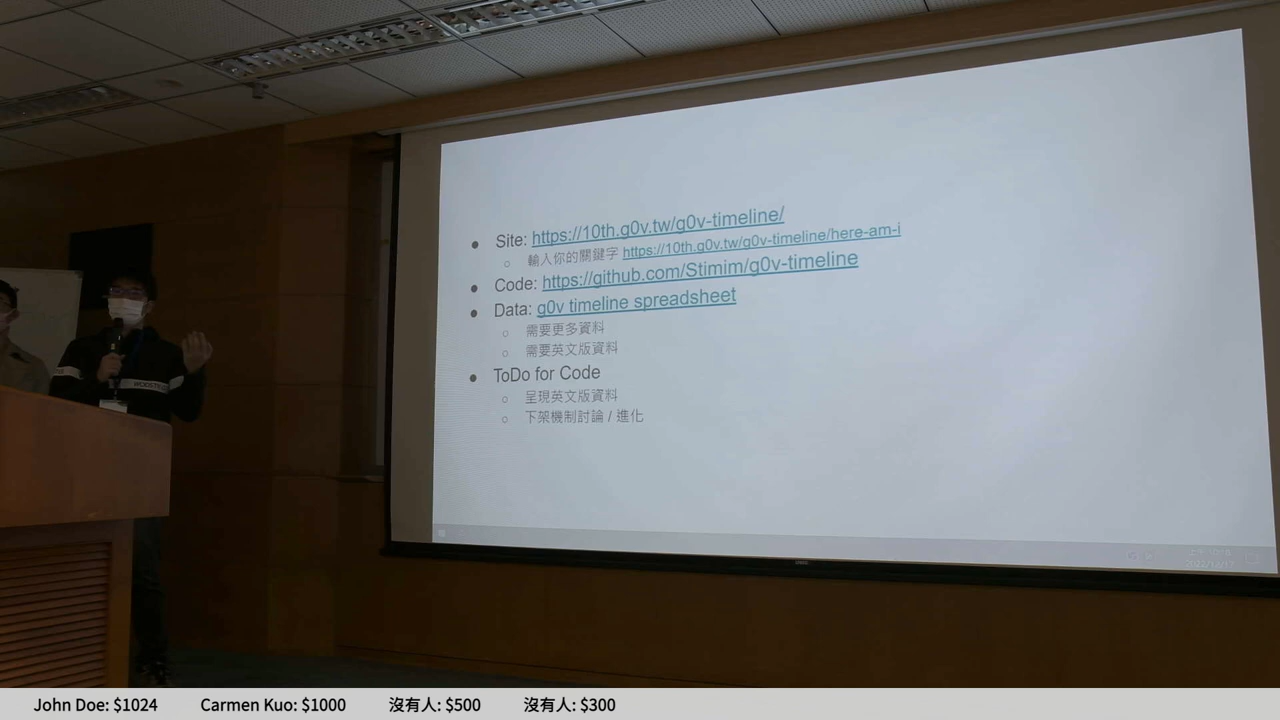 Site: https://10th.g0v.tw/g0v-timeline/
輸入你的關鍵字 https://10th.g0v.tw/g0v-timeline/here-am-i
Code: https://github.com/Stimim/g0v-timeline
Data: g0v timeline spreadsheet
需要更多資料
需要英文版資料
ToDo for Code
呈現英文版資料
下架機制討論 / 進化
John Doe: $1024 Carmen Kuo: $1000 沒有人: $500 沒有人: $300